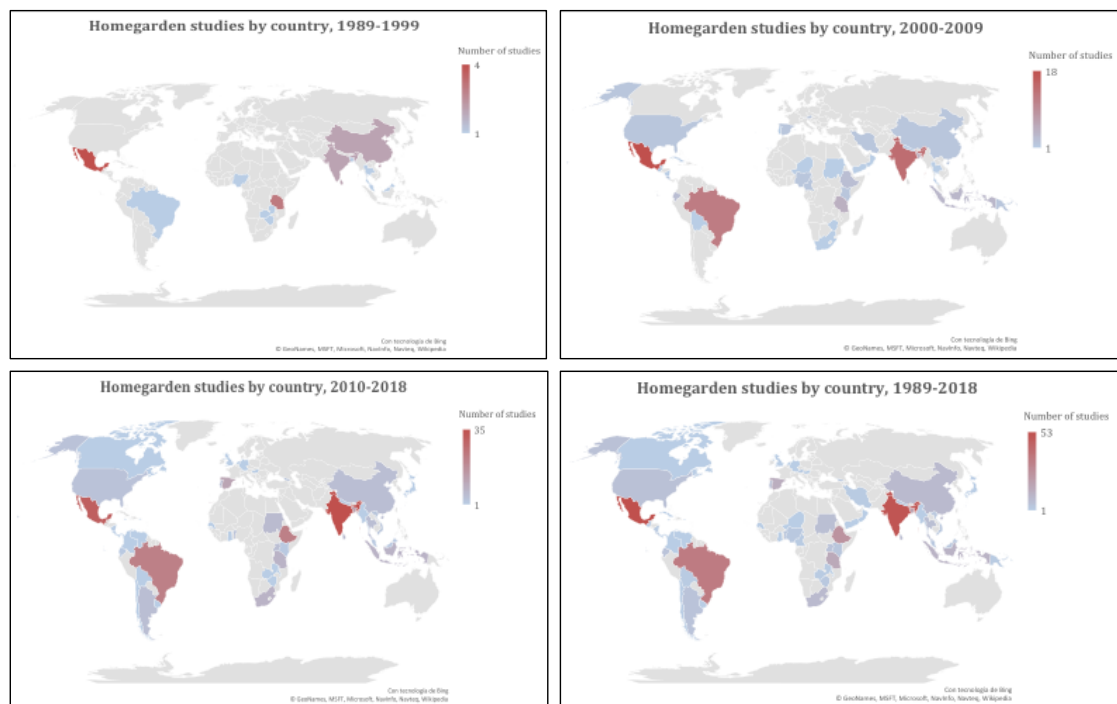 Homegarden studies by country, 1989-1999
Number of studies
4
1
Con tecnología de Bing
© GeoNames, MSFT, Microsoft, NavInfo, Navteq, Wikipedia
Homegarden studies by country, 2000-2009
Number of studies
18
1
Con tecnología de Bing
© GeoNames, MSFT, Microsoft, NavInfo, Navteq, Wikipedia
Homegarden studies by country, 2010-2018
Number of studies
35
1
Con tecnología de Bing
© GeoNames, MSFT, Microsoft, NavInfo, Navteq, Wikipedia
Homegarden studies by country, 1989-2018
Number of studies
53
1
Con tecnología de Bing
© GeoNames, MSFT, Microsoft, NavInfo, Navteq, Wikipedia